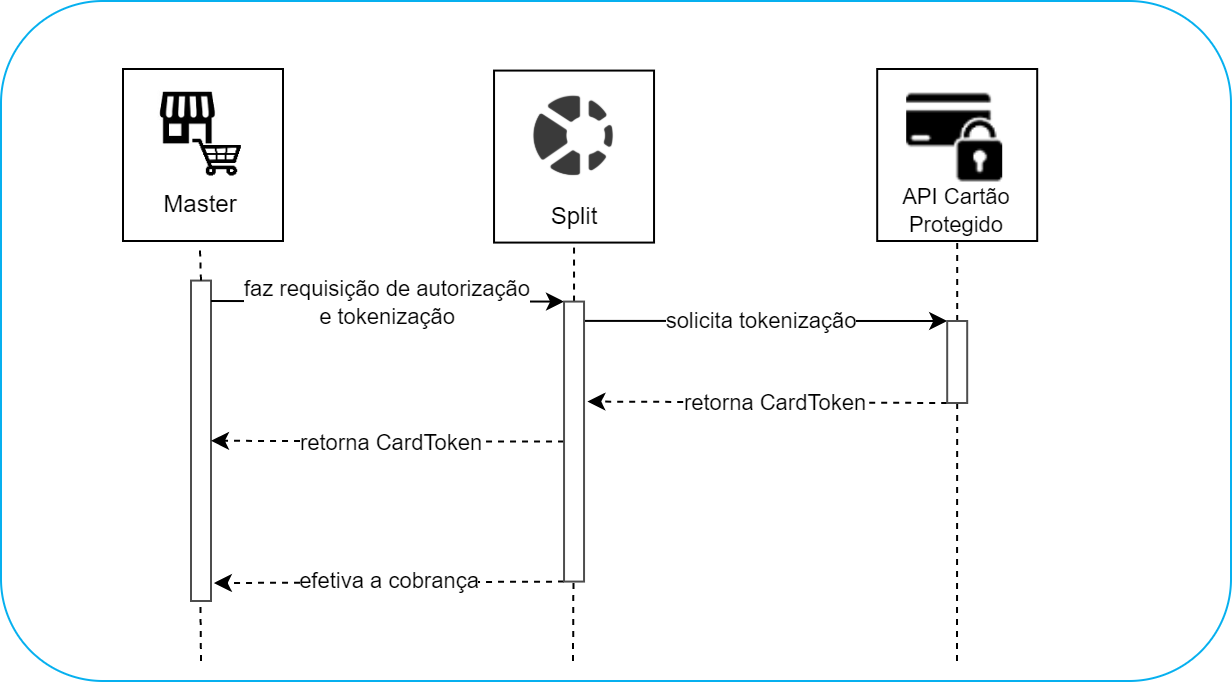 Master
Split
API Cartão
Protegido
faz requisição de autorização
e tokenização
solicita tokenização
retorna CardToken
retorna CardToken
efetiva a cobrança